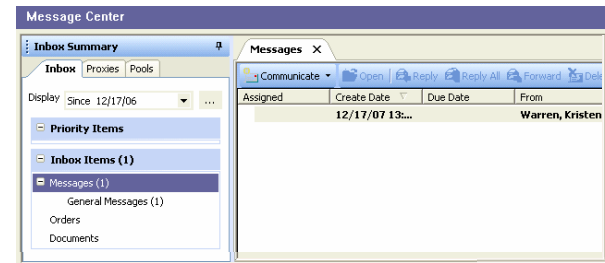 Message Center
Inbox Summary
Inbox Proxies Pools
Display Since 12/17/06 ...
Priority Items
Inbox Items (1)
Messages (1)
General Messages (1)
Orders
Documents
Messages X
Communicate Open Reply Reply All Forward Dele
Assigned Create Date Due Date From
12/17/07 13:... Warren, Kristen